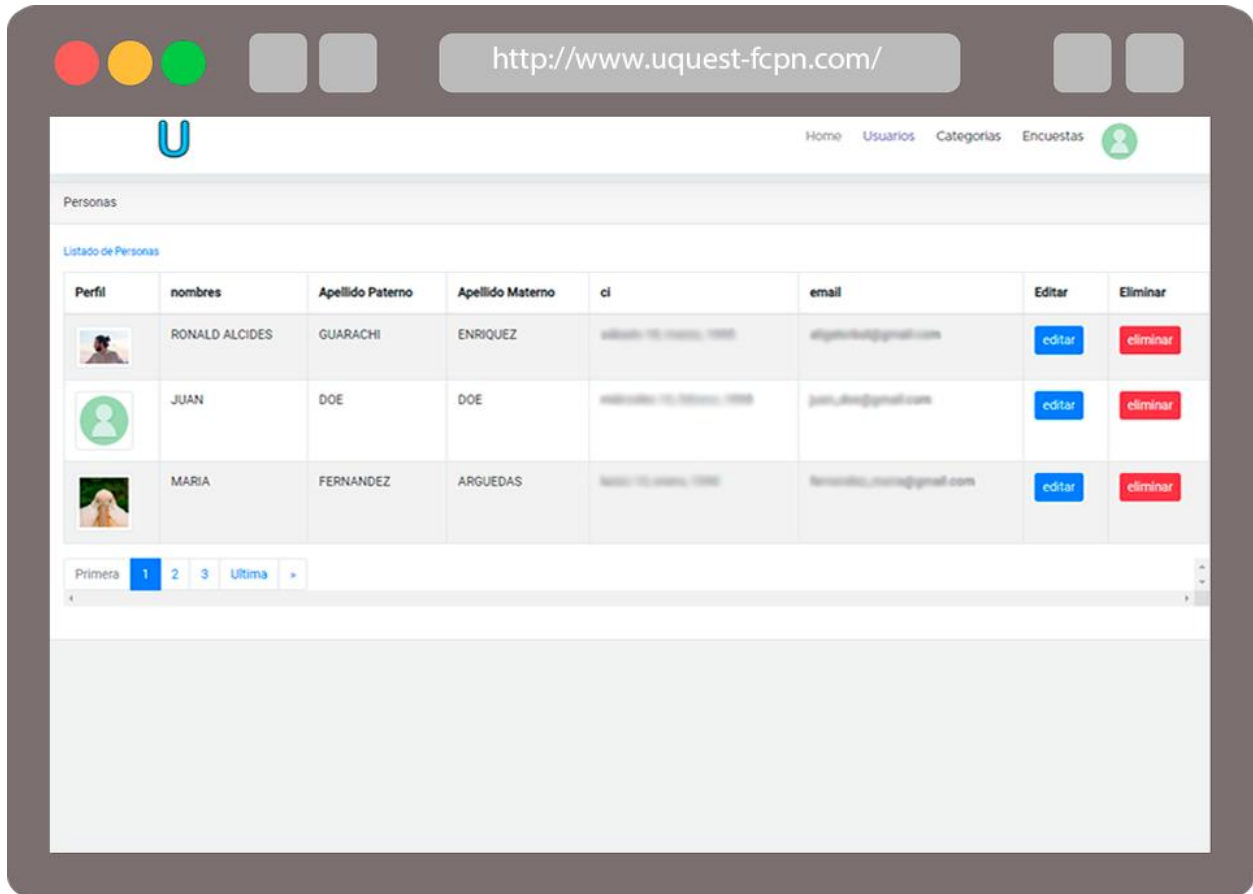 http://www.uquest-fcpn.com/
U
Home Usuarios Categorias Encuestas
Personas
Listado de Personas
Perfil nombres Apellido Paterno Apellido Materno ci email Editar Eliminar
RONALD ALCIDES GUARACHI ENRIQUEZ editar eliminar
JUAN DOE DOE editar eliminar
MARIA FERNANDEZ ARGUEDAS editar eliminar
Primera 1 2 3 Ultima »